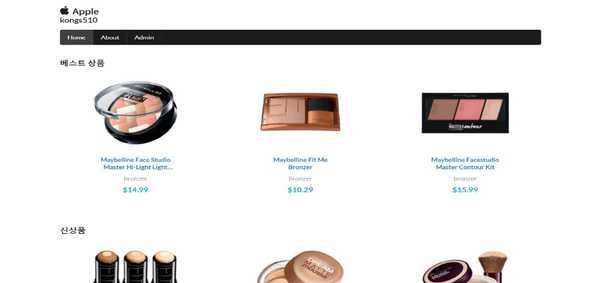 Apple
kongs510
Home About Admin
베스트 상품
Maybelline Face Studio
Master Hi-Light Light...
bronzer
$14.99
Maybelline Fit Me
Bronzer
bronzer
$10.29
Maybelline Facestudio
Master Contour Kit
bronzer
$15.99
신상품